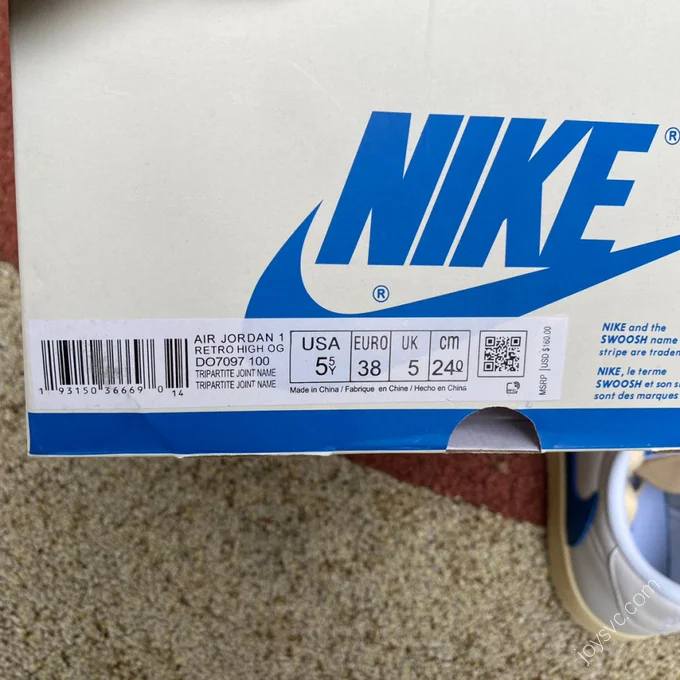 NIKE®
®
NIKE and the
SWOOSH name
stripe are tradem
NIKE, le terme
SWOOSH et son s
sont des marques
AIR JORDAN 1
RETRO HIGH OG
DO7097 100
TRIPARTITE JOINT NAME
TRIPARTITE JOINT NAME
1 93150 36669 0 14
USA EURO UK cm
5 5Y 38 5 24.0
Made in China / Fabrique en Chine / Hecho en China
MSRP USD $160.00
joysvc.com